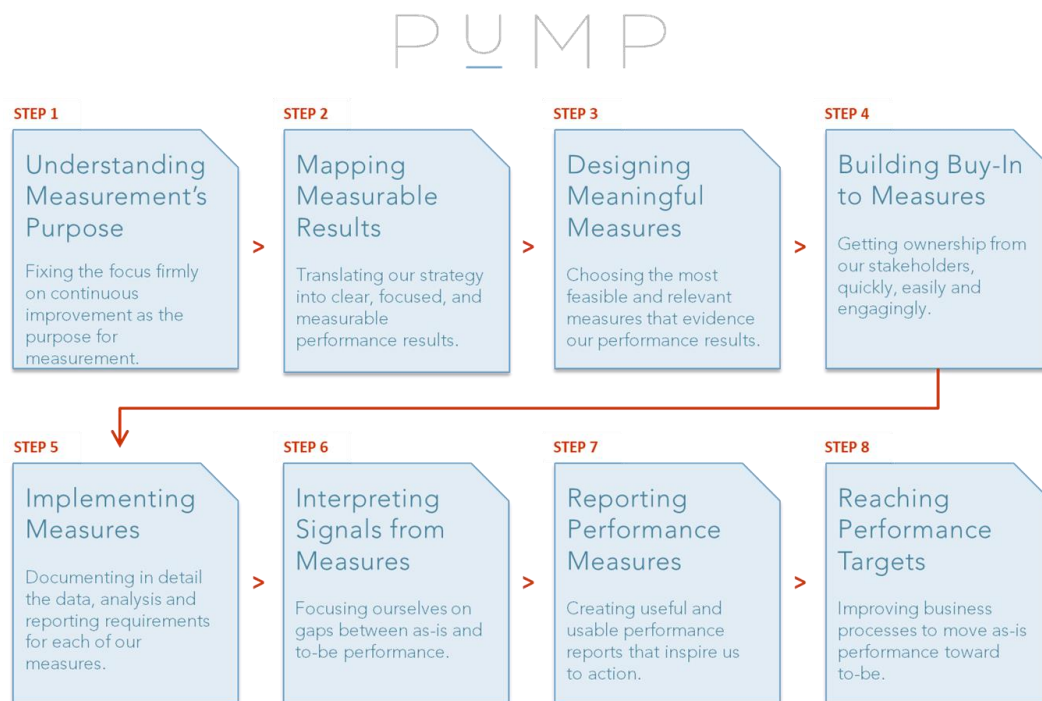 PUMP
STEP 1
Understanding
Measurement's
Purpose
Fixing the focus firmly
on continuous
improvement as the
purpose for
measurement.
>
STEP 2
Mapping
Measurable
Results
Translating our strategy
into clear, focused, and
measurable
performance results.
>
STEP 3
Designing
Meaningful
Measures
Choosing the most
feasible and relevant
measures that evidence
our performance results.
>
STEP 4
Building Buy-In
to Measures
Getting ownership from
our stakeholders,
quickly, easily and
engagingly.
STEP 5
Implementing
Measures
Documenting in detail
the data, analysis and
reporting requirements
for each of our
measures.
>
STEP 6
Interpreting
Signals from
Measures
Focusing ourselves on
gaps between as-is and
to-be performance.
>
STEP 7
Reporting
Performance
Measures
Creating useful and
usable performance
reports that inspire us
to action.
>
STEP 8
Reaching
Performance
Targets
Improving business
processes to move as-is
performance toward
to-be.